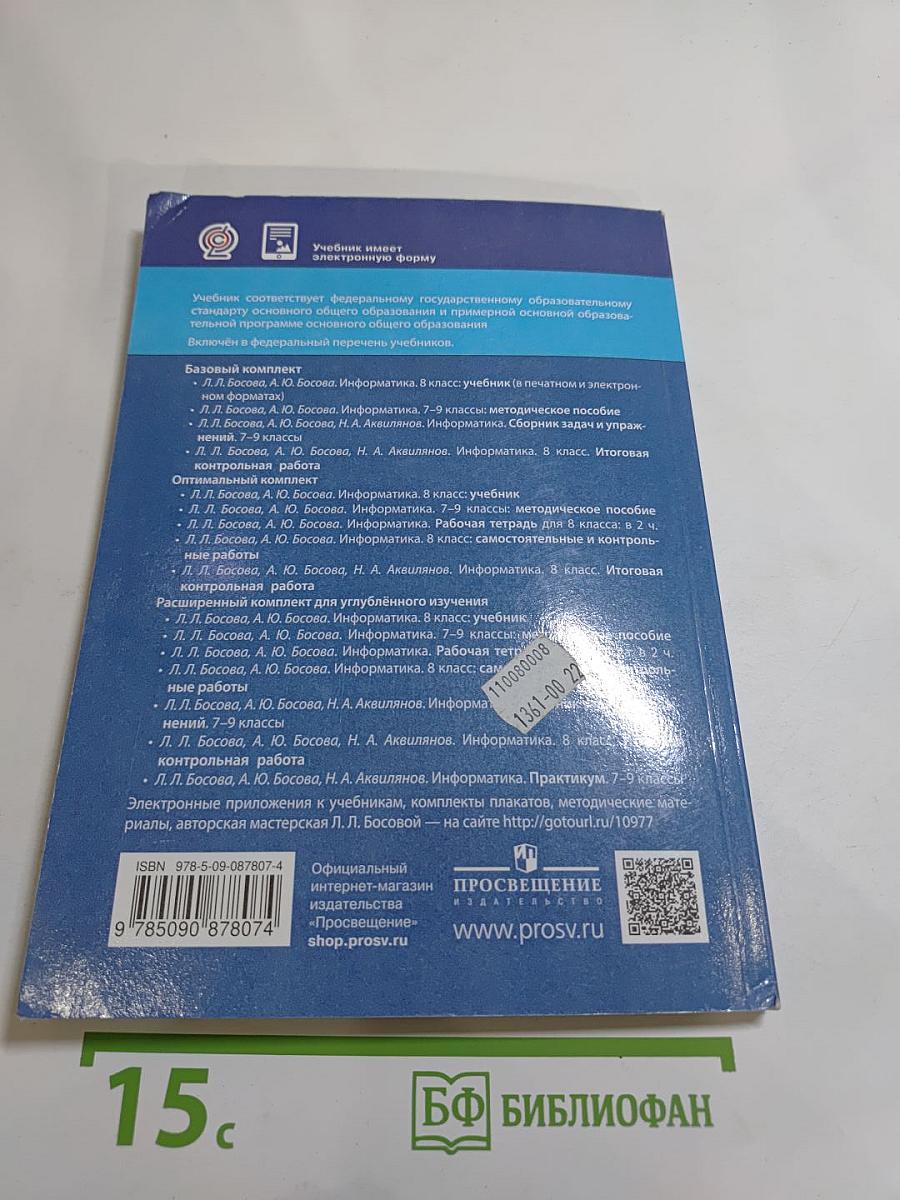 Учебник имеет
электронную форму
Учебник соответствует федеральному государственному образовательному
стандарту основного общего образования и примерной основной образова-
тельной программе основного общего образования
Включён в федеральный перечень учебников.
Базовый комплект
• Л. Л. Босова, А. Ю. Босова. Информатика. 8 класс: учебник (в печатном и электрон-
ном форматах)
• Л. Л. Босова, А. Ю. Босова. Информатика. 7–9 классы: методическое пособие
• Л. Л. Босова, А. Ю. Босова, Н. А. Аквилянов. Информатика. Сборник задач и упраж-
нений. 7–9 классы
• Л. Л. Босова, А. Ю. Босова, Н. А. Аквилянов. Информатика. 8 класс. Итоговая
контрольная работа
Оптимальный комплект
• Л. Л. Босова, А. Ю. Босова. Информатика. 8 класс: учебник
• Л. Л. Босова, А. Ю. Босова. Информатика. 7–9 классы: методическое пособие
• Л. Л. Босова, А. Ю. Босова. Информатика. Рабочая тетрадь для 8 класса: в 2 ч.
• Л. Л. Босова, А. Ю. Босова. Информатика. 8 класс: самостоятельные и контроль-
ные работы
• Л. Л. Босова, А. Ю. Босова, Н. А. Аквилянов. Информатика. 8 класс. Итоговая
контрольная работа
Расширенный комплект для углублённого изучения
• Л. Л. Босова, А. Ю. Босова. Информатика. 8 класс: учебник
• Л. Л. Босова, А. Ю. Босова. Информатика. 7–9 классы: пособие
• Л. Л. Босова, А. Ю. Босова. Информатика. Рабочая в 2 ч.
• Л. Л. Босова, А. Ю. Босова. Информатика. 8 класс:
ные работы
• Л. Л. Босова, А. Ю. Босова, Н. А. Аквилянов.
нений. 7–9 классы
• Л. Л. Босова, А. Ю. Босова, Н. А. Аквилянов. Информатика. 8
контрольная работа
• Л. Л. Босова, А. Ю. Босова, Н. А. Аквилянов. Информатика. Практикум. 7–9 классы
110080008
1361-00 22
Электронные приложения к учебникам, комплекты плакатов, методические мате-
риалы, авторская мастерская Л. Л. Босовой — на сайте http://gotourl.ru/10977
ISBN 978-5-09-087807-4
9 785090 878074
Официальный
интернет-магазин
издательства
«Просвещение»
shop.prosv.ru
ПРОСВЕЩЕНИЕ
ИЗДАТЕЛЬСТВО
www.prosv.ru
15 с
БФ БИБЛИОФАН